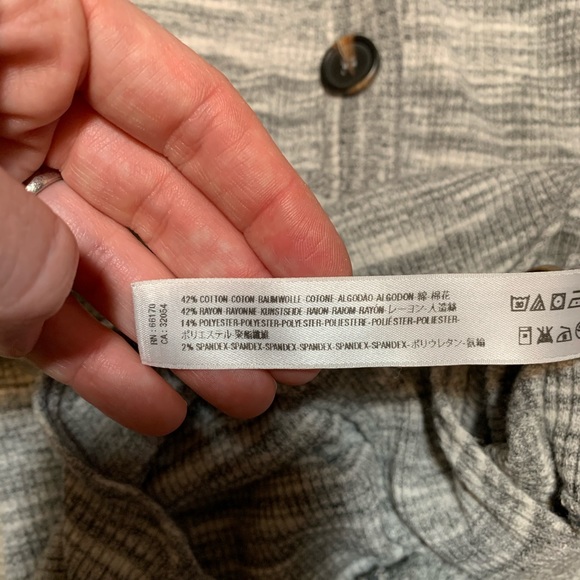 42% COTTON-COTON-BAUMWOLLE-COTONE-ALGODÃO-ALGODON-綿-棉花
42% RAYON-RAYONNE-KUNSTSEIDE-RAION-RAIOM-RAYÓN-レーヨン-人造絲
14% POLYESTER-POLYESTER-POLYESTER-POLIESTERE-POLIÉSTER-POLYESTER-
ポリエステル-聚酯纖維
2% SPANDEX-SPANDEX-SPANDEX-SPANDEX-SPANDEX-SPANDEX-ポリウレタン-氨綸
RN: 66170
CA: 32054